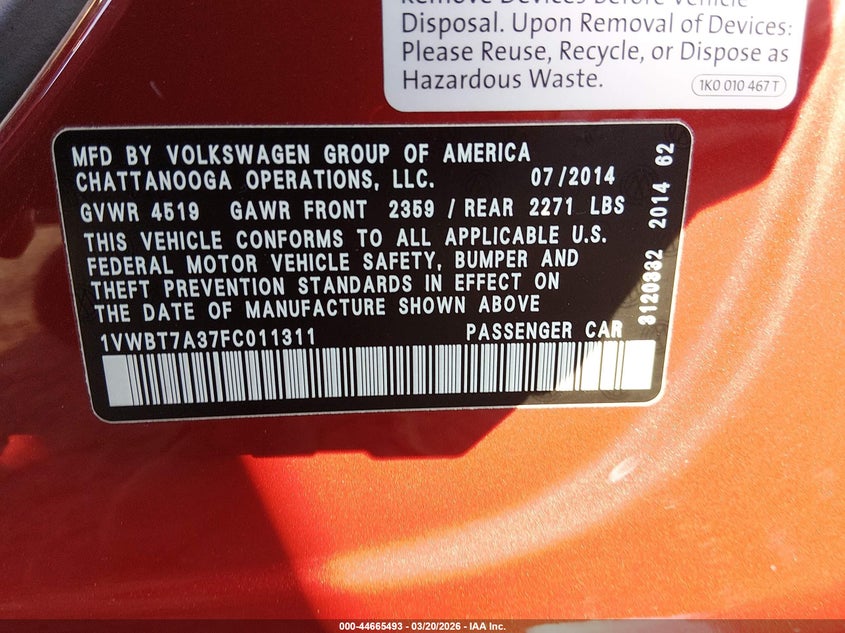 Disposal. Upon Removal of Devices:
Please Reuse, Recycle, or Dispose as
Hazardous Waste.
1K0 010 467 T
MFD BY VOLKSWAGEN GROUP OF AMERICA
CHATTANOOGA OPERATIONS, LLC. 07/2014
GVWR 4519 GAWR FRONT 2359 / REAR 2271 LBS
THIS VEHICLE CONFORMS TO ALL APPLICABLE U.S.
FEDERAL MOTOR VEHICLE SAFETY, BUMPER AND
THEFT PREVENTION STANDARDS IN EFFECT ON
THE DATE OF MANUFACTURE SHOWN ABOVE
1VWBT7A37FC011311 PASSENGER CAR
3120332 2014 62
000-44665493 - 03/20/2026 - IAA Inc.